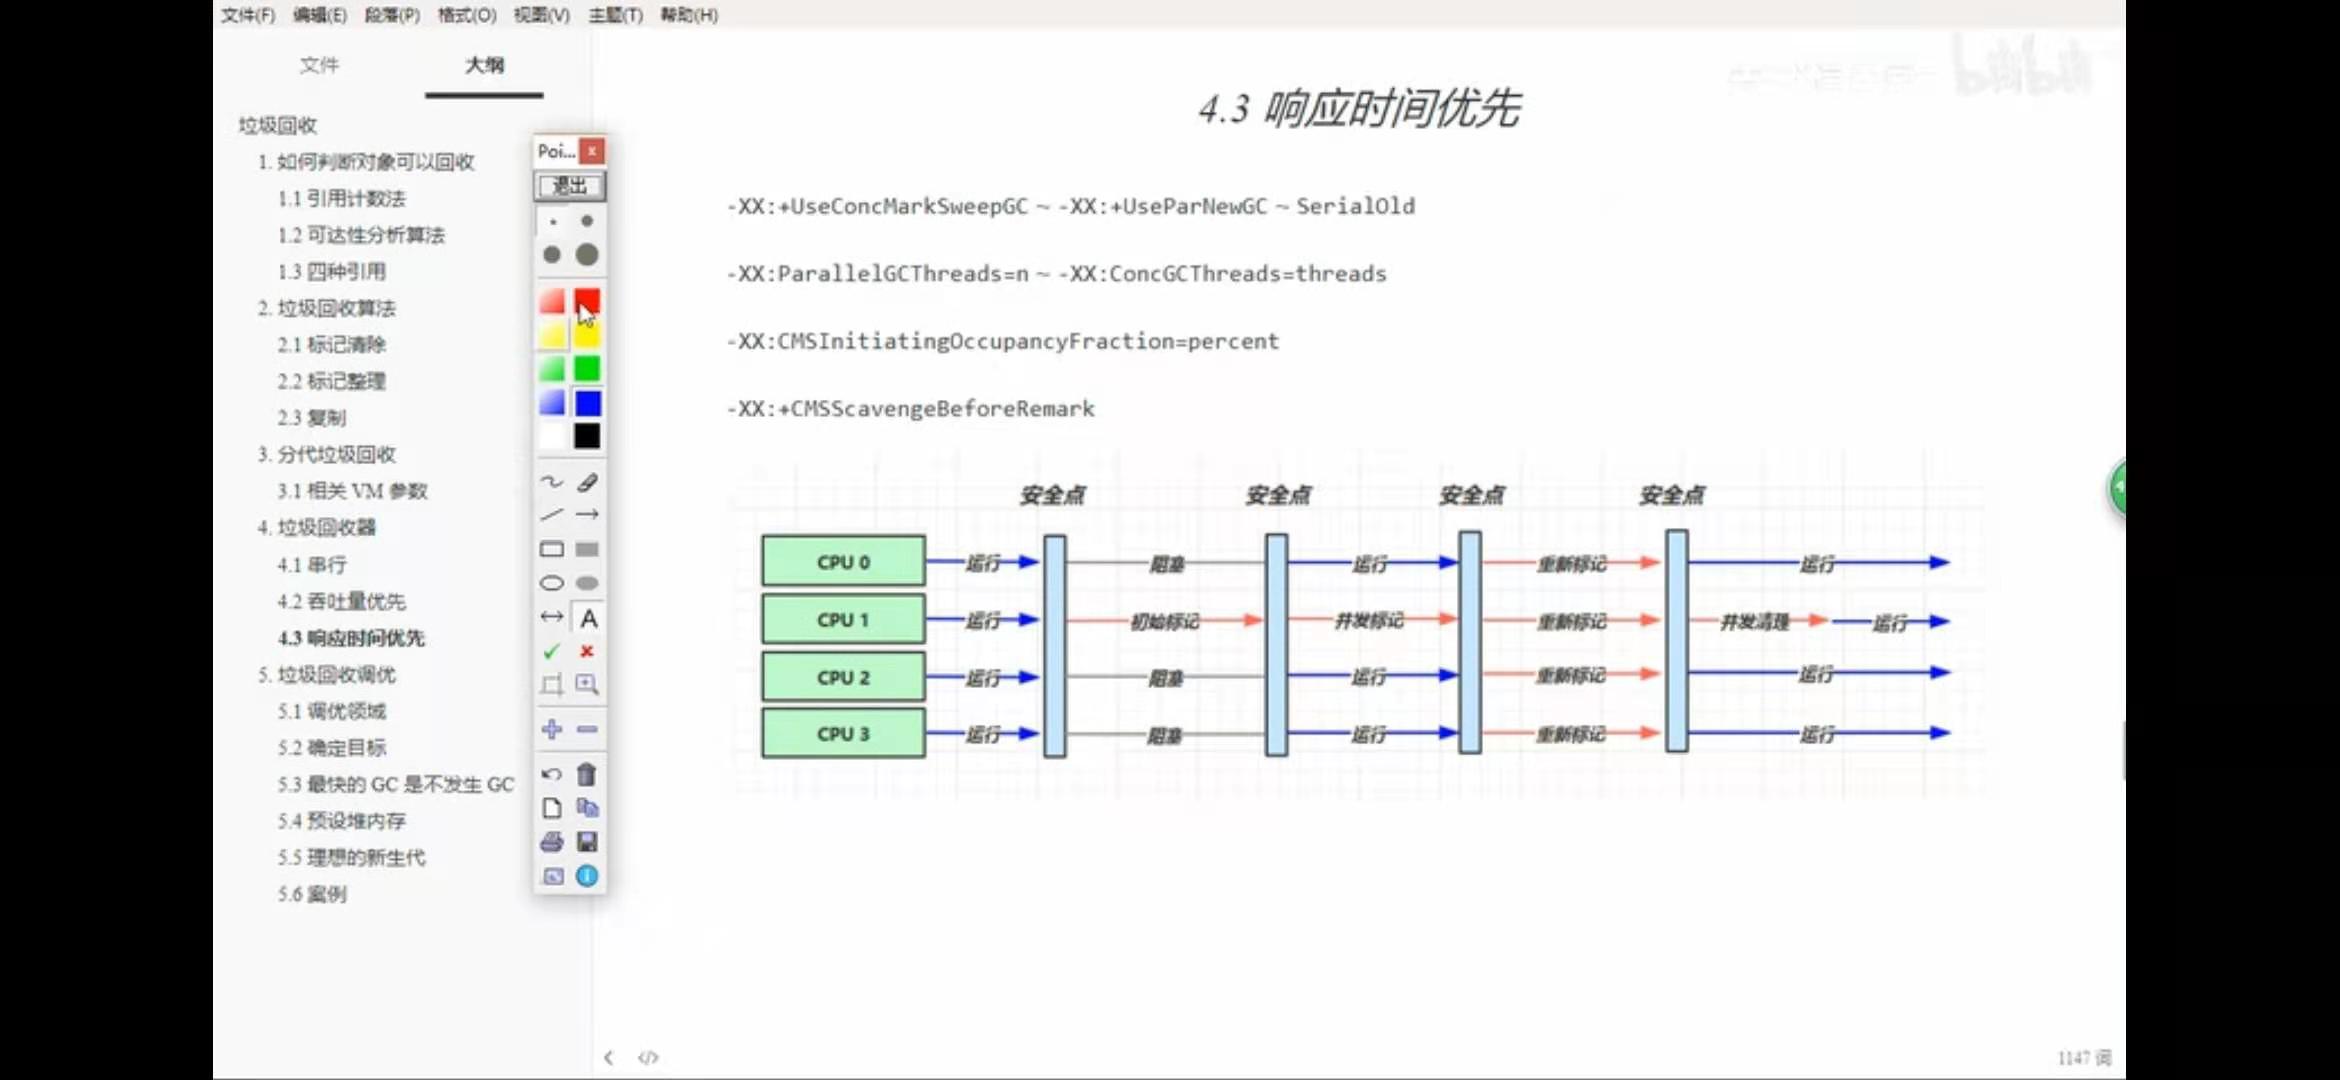 文件(F) 编辑(E) 段落(P) 格式(O) 视图(V) 主题(T) 帮助(H)
文件 大纲
垃圾回收
1. 如何判断对象可以回收
1.1 引用计数法
1.2 可达性分析算法
1.3 四种引用
2. 垃圾回收算法
2.1 标记清除
2.2 标记整理
2.3 复制
3. 分代垃圾回收
3.1 相关 VM 参数
4. 垃圾回收器
4.1 串行
4.2 吞吐量优先
4.3 响应时间优先
5. 垃圾回收调优
5.1 调优领域
5.2 确定目标
5.3 最快的 GC 是不发生 GC
5.4 预设堆内存
5.5 理想的新生代
5.6 案例
Poi... x
退出
A
bilibili
4.3 响应时间优先
-XX:+UseConcMarkSweepGC ~ -XX:+UseParNewGC ~ SerialOld
-XX:ParallelGCThreads=n ~ -XX:ConcGCThreads=threads
-XX:CMSInitiatingOccupancyFraction=percent
-XX:+CMSScavengeBeforeRemark
安全点 安全点 安全点 安全点
CPU 0 运行 阻塞 运行 重新标记 运行
CPU 1 运行 初始标记 并发标记 重新标记 并发清理 运行
CPU 2 运行 阻塞 运行 重新标记 运行
CPU 3 运行 阻塞 运行 重新标记 运行
1147 词